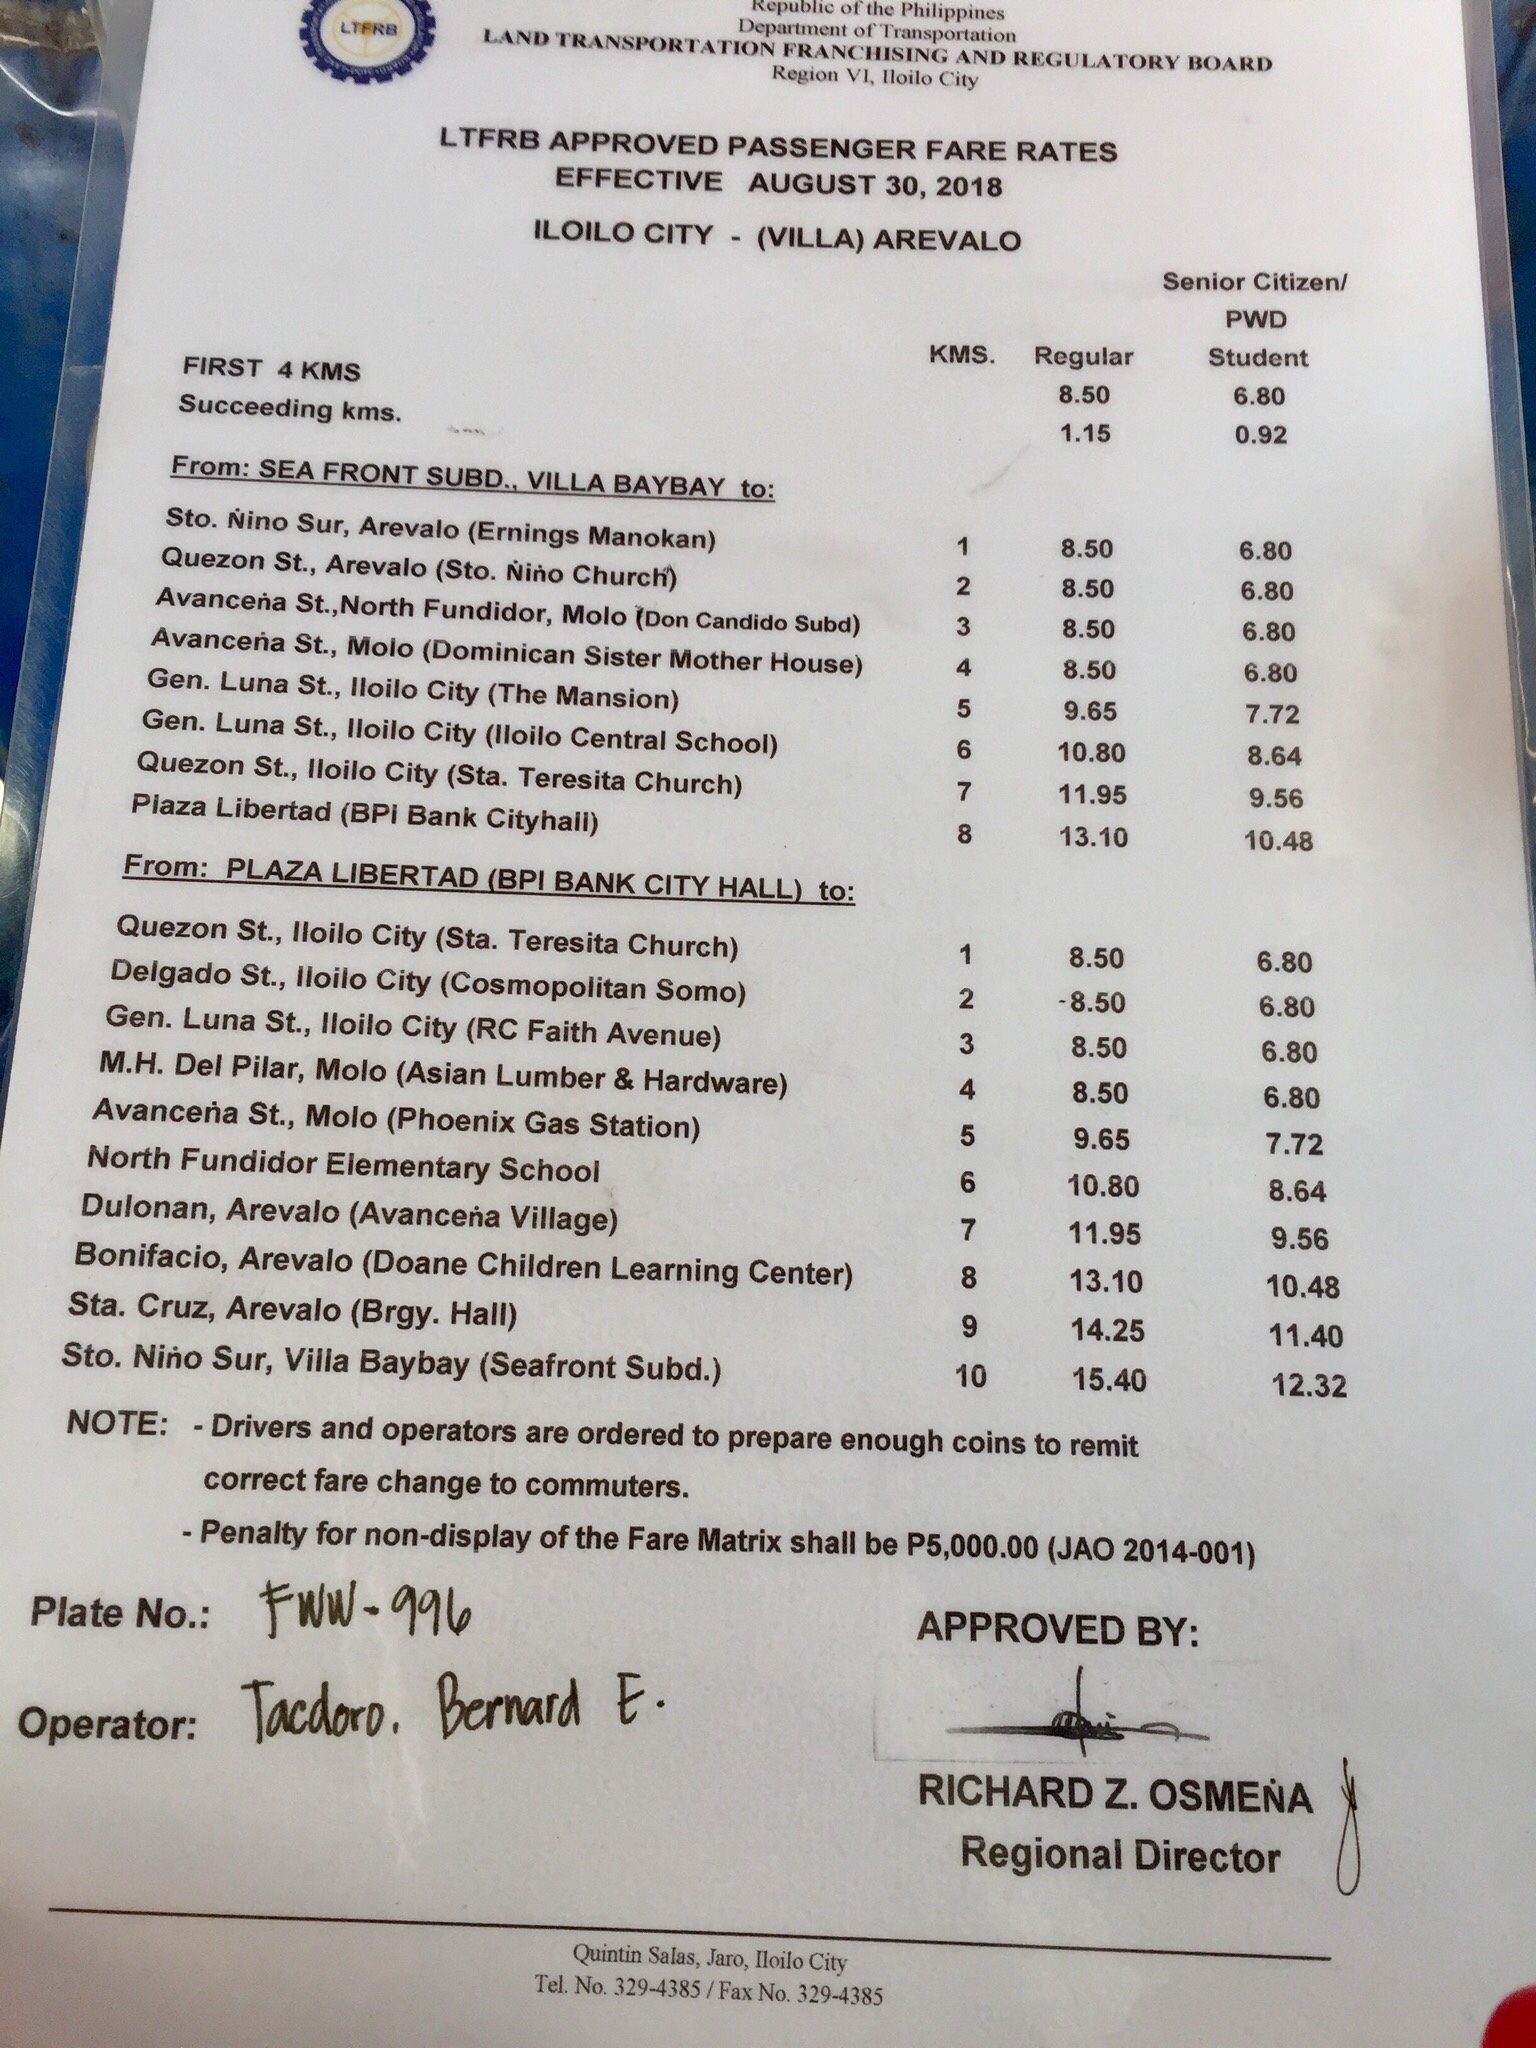 LTFRB
Republic of the Philippines
Department of Transportation
LAND TRANSPORTATION FRANCHISING AND REGULATORY BOARD
Region VI, Iloilo City
LTFRB APPROVED PASSENGER FARE RATES
EFFECTIVE AUGUST 30, 2018
ILOILO CITY - (VILLA) AREVALO
Senior Citizen/
PWD
KMS. Regular Student
FIRST 4 KMS 8.50 6.80
Succeeding kms. 1.15 0.92
From: SEA FRONT SUBD., VILLA BAYBAY to:
Sto. Ṅino Sur, Arevalo (Ernings Manokan) 1 8.50 6.80
Quezon St., Arevalo (Sto. Ṅiṅo Church) 2 8.50 6.80
Avanceṅa St.,North Fundidor, Molo (Don Candido Subd) 3 8.50 6.80
Avanceṅa St., Molo (Dominican Sister Mother House) 4 8.50 6.80
Gen. Luna St., Iloilo City (The Mansion) 5 9.65 7.72
Gen. Luna St., Iloilo City (Iloilo Central School) 6 10.80 8.64
Quezon St., Iloilo City (Sta. Teresita Church) 7 11.95 9.56
Plaza Libertad (BPI Bank Cityhall) 8 13.10 10.48
From: PLAZA LIBERTAD (BPI BANK CITY HALL) to:
Quezon St., Iloilo City (Sta. Teresita Church) 1 8.50 6.80
Delgado St., Iloilo City (Cosmopolitan Somo) 2 -8.50 6.80
Gen. Luna St., Iloilo City (RC Faith Avenue) 3 8.50 6.80
M.H. Del Pilar, Molo (Asian Lumber & Hardware) 4 8.50 6.80
Avanceṅa St., Molo (Phoenix Gas Station) 5 9.65 7.72
North Fundidor Elementary School 6 10.80 8.64
Dulonan, Arevalo (Avanceṅa Village) 7 11.95 9.56
Bonifacio, Arevalo (Doane Children Learning Center) 8 13.10 10.48
Sta. Cruz, Arevalo (Brgy. Hall) 9 14.25 11.40
Sto. Niṅo Sur, Villa Baybay (Seafront Subd.) 10 15.40 12.32
NOTE: - Drivers and operators are ordered to prepare enough coins to remit
correct fare change to commuters.
- Penalty for non-display of the Fare Matrix shall be P5,000.00 (JAO 2014-001)
Plate No.: FWW-996
APPROVED BY:
Operator: Tacdoro. Bernard E.
RICHARD Z. OSMEṄA
Regional Director
Quintin Salas, Jaro, Iloilo City
Tel. No. 329-4385 / Fax No. 329-4385